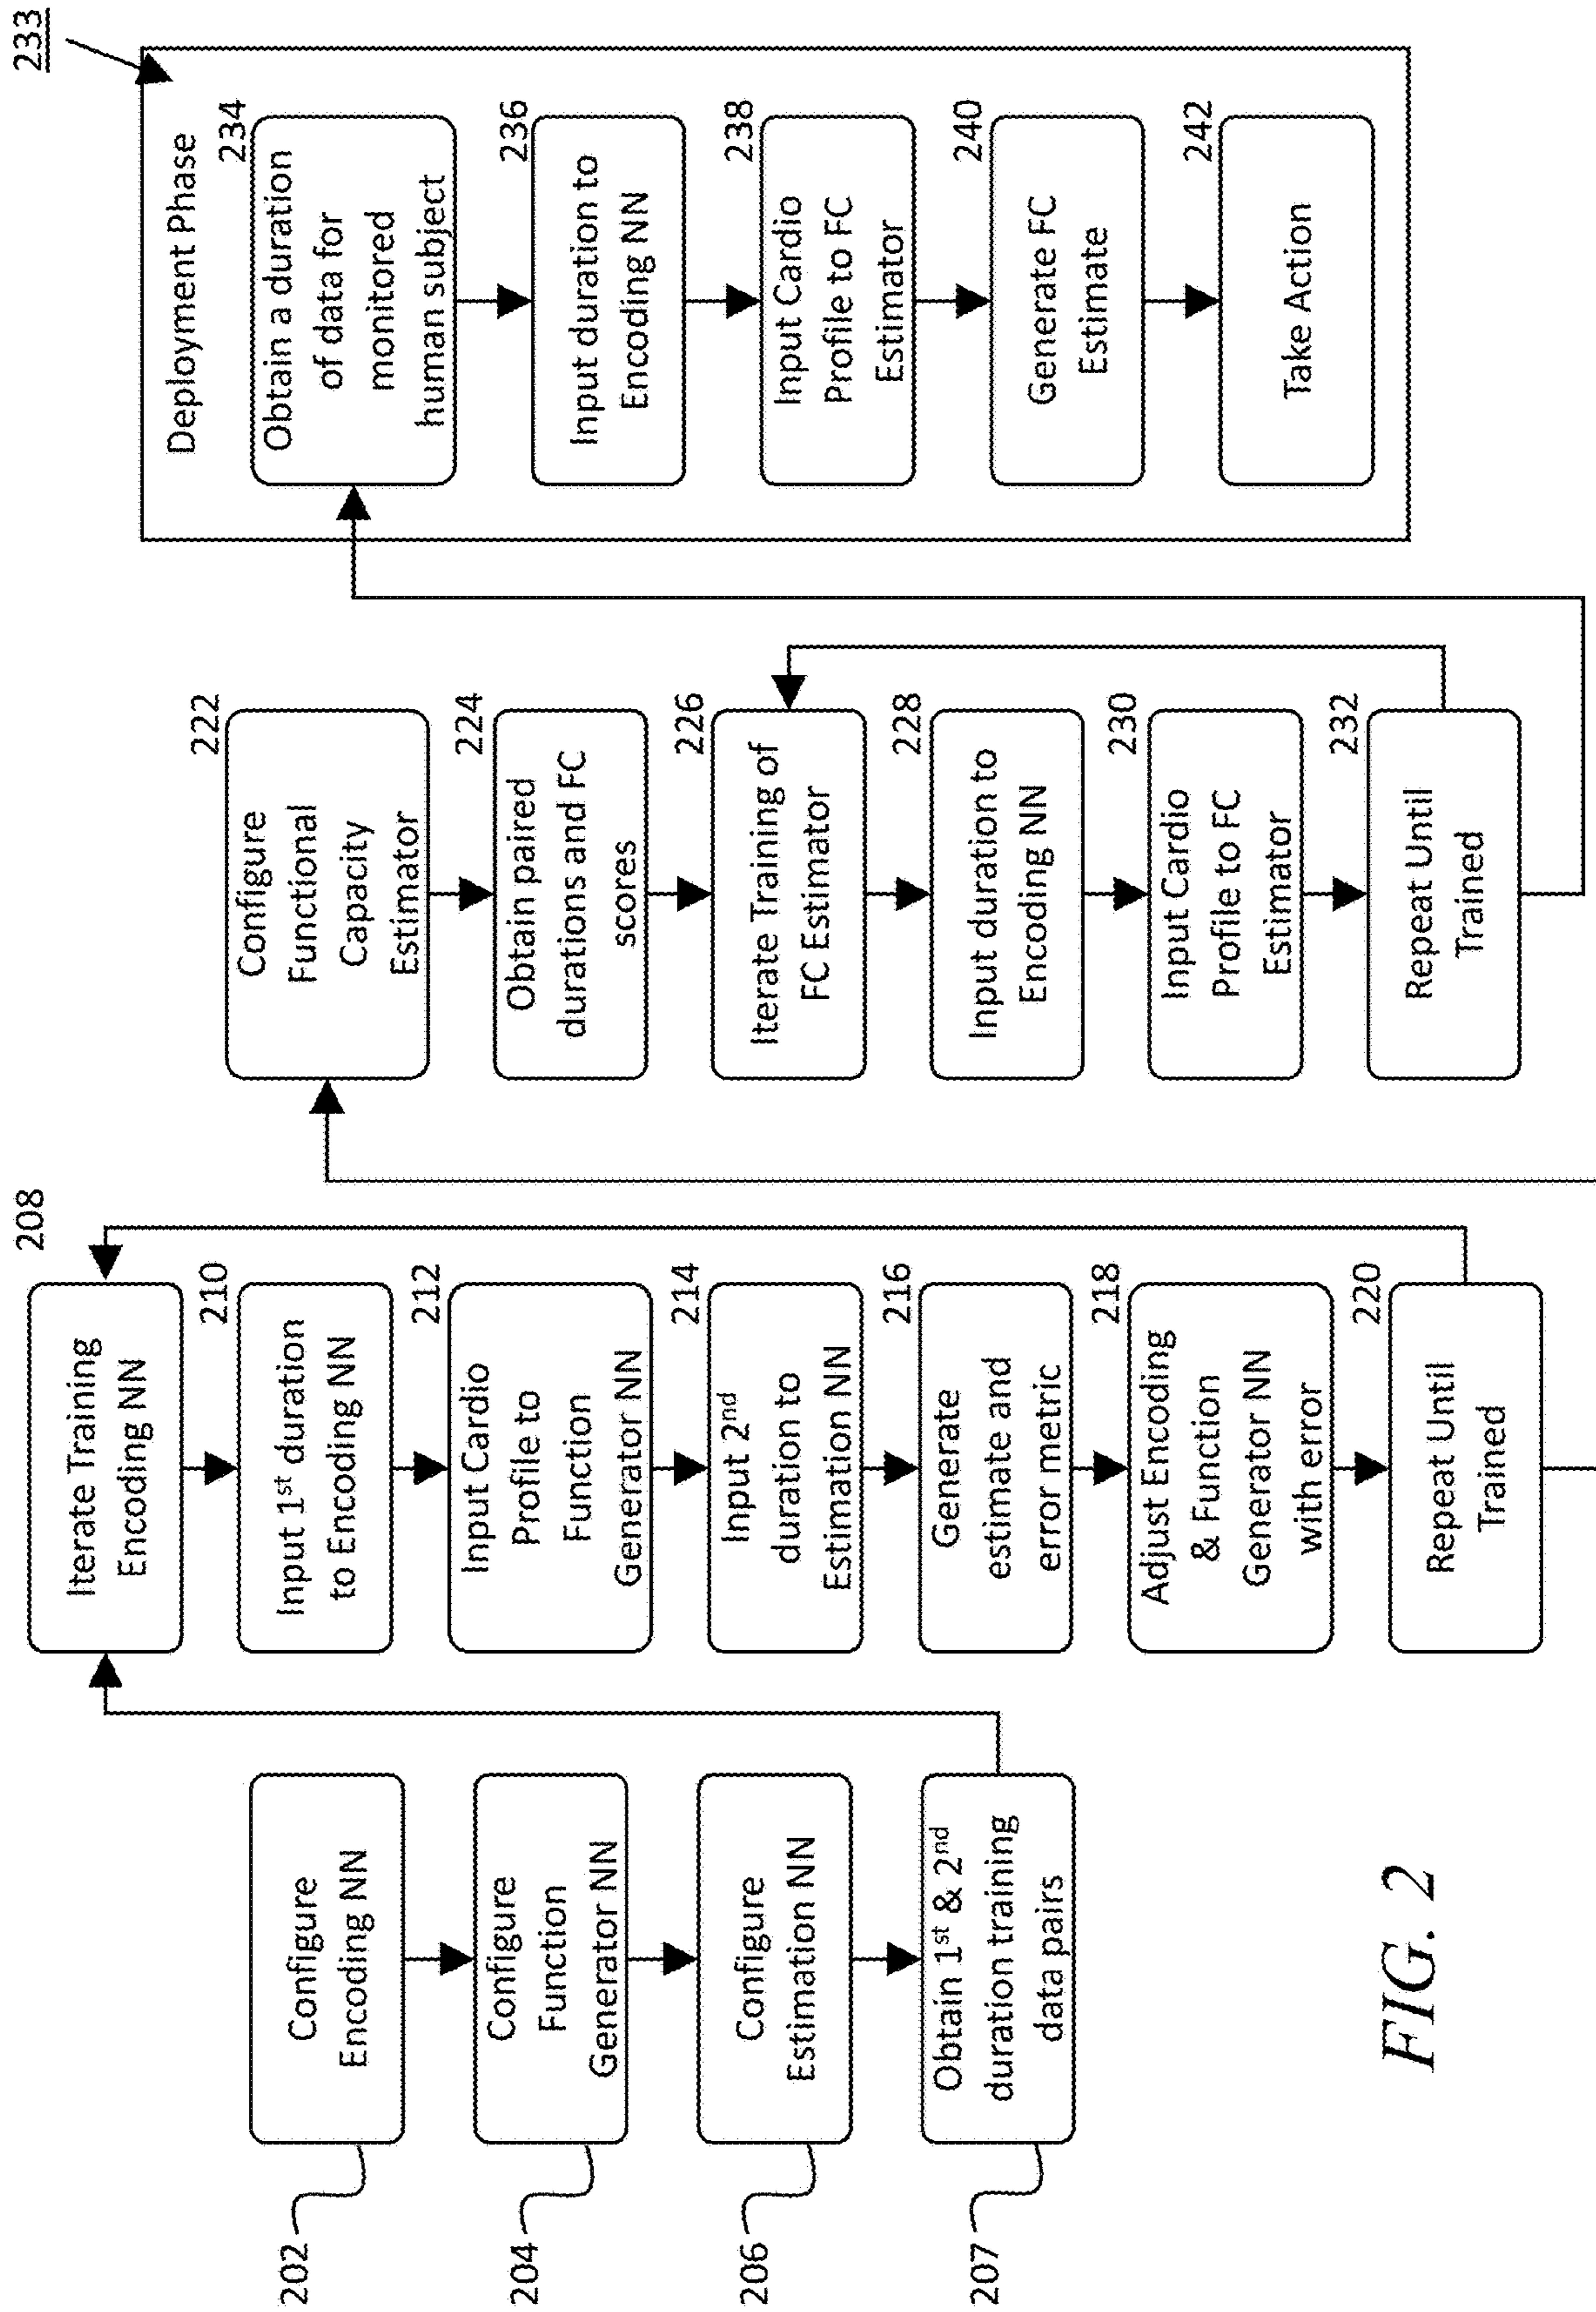 202
Configure
Encoding NN
204
Configure
Function
Generator NN
206
Configure
Estimation NN
207
Obtain 1st & 2nd
duration training
data pairs
208
Iterate Training
Encoding NN
210
Input 1st duration
to Encoding NN
212
Input Cardio
Profile to
Function
Generator NN
214
Input 2nd
duration to
Estimation NN
216
Generate
estimate and
error metric
218
Adjust Encoding
& Function
Generator NN
with error
220
Repeat Until
Trained
222
Configure
Functional
Capacity
Estimator
224
Obtain paired
durations and FC
scores
226
Iterate Training of
FC Estimator
228
Input duration to
Encoding NN
230
Input Cardio
Profile to FC
Estimator
232
Repeat Until
Trained
233
Deployment Phase
234
Obtain a duration
of data for
monitored
human subject
236
Input duration to
Encoding NN
238
Input Cardio
Profile to FC
Estimator
240
Generate FC
Estimate
242
Take Action
FIG. 2